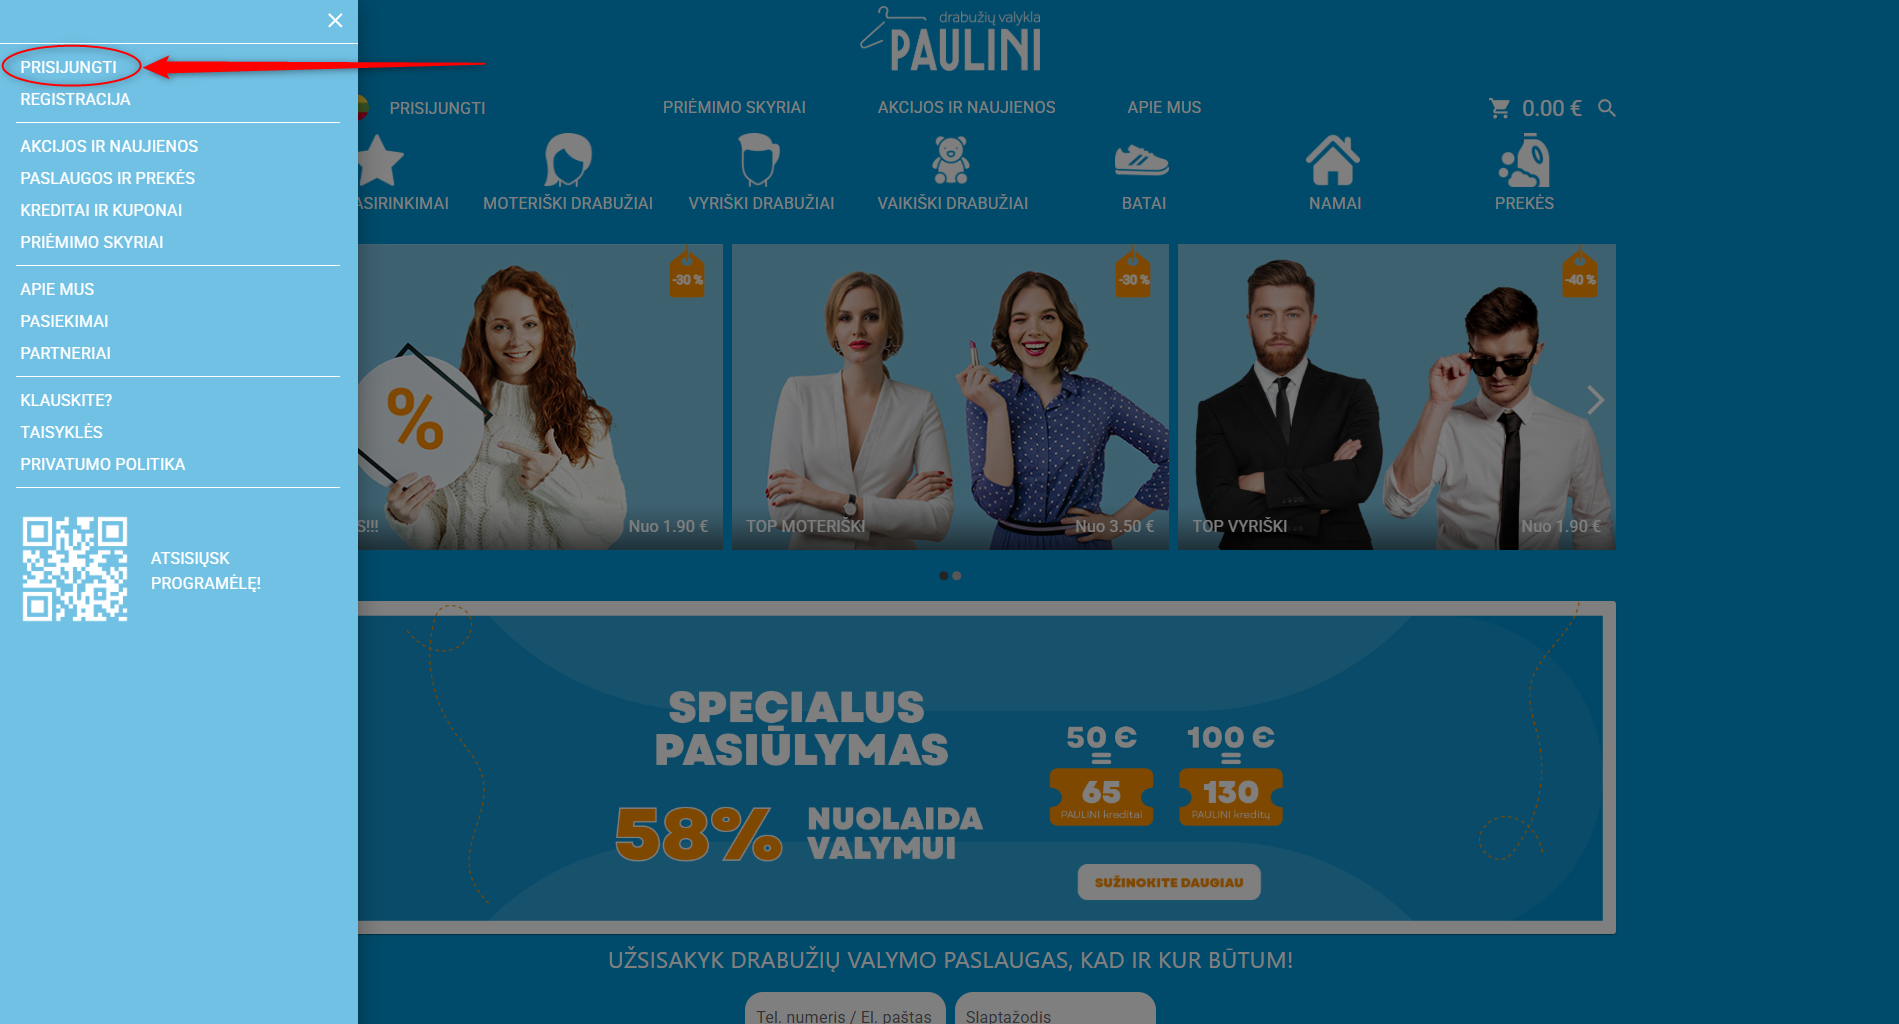 PRISIJUNGTI
REGISTRACIJA
AKCIJOS IR NAUJIENOS
PASLAUGOS IR PREKĖS
KREDITAI IR KUPONAI
PRIĖMIMO SKYRIAI
APIE MUS
PASIEKIMAI
PARTNERIAI
KLAUSKITE?
TAISYKLĖS
PRIVATUMO POLITIKA
ATSISIŲSK
PROGRAMĖLĘ!
drabužių valykla
PAULINI
PRISIJUNGTI PRIĖMIMO SKYRIAI AKCIJOS IR NAUJIENOS APIE MUS 0.00 €
ASIRINKIMAI MOTERIŠKI DRABUŽIAI VYRIŠKI DRABUŽIAI VAIKIŠKI DRABUŽIAI BATAI NAMAI PREKĖS
-30 % -30 % -40 %
%
S!!! Nuo 1.90 € TOP MOTERIŠKI Nuo 3.50 € TOP VYRIŠKI Nuo 1.90 €
SPECIALUS
PASIŪLYMAS
58% NUOLAIDA
VALYMUI
50 € 100 €
= =
65 130
PAULINI kreditai PAULINI kreditų
SUŽINOKITE DAUGIAU
UŽSISAKYK DRABUŽIŲ VALYMO PASLAUGAS, KAD IR KUR BŪTUM!
Tel. numeris / El. paštas Slaptažodis